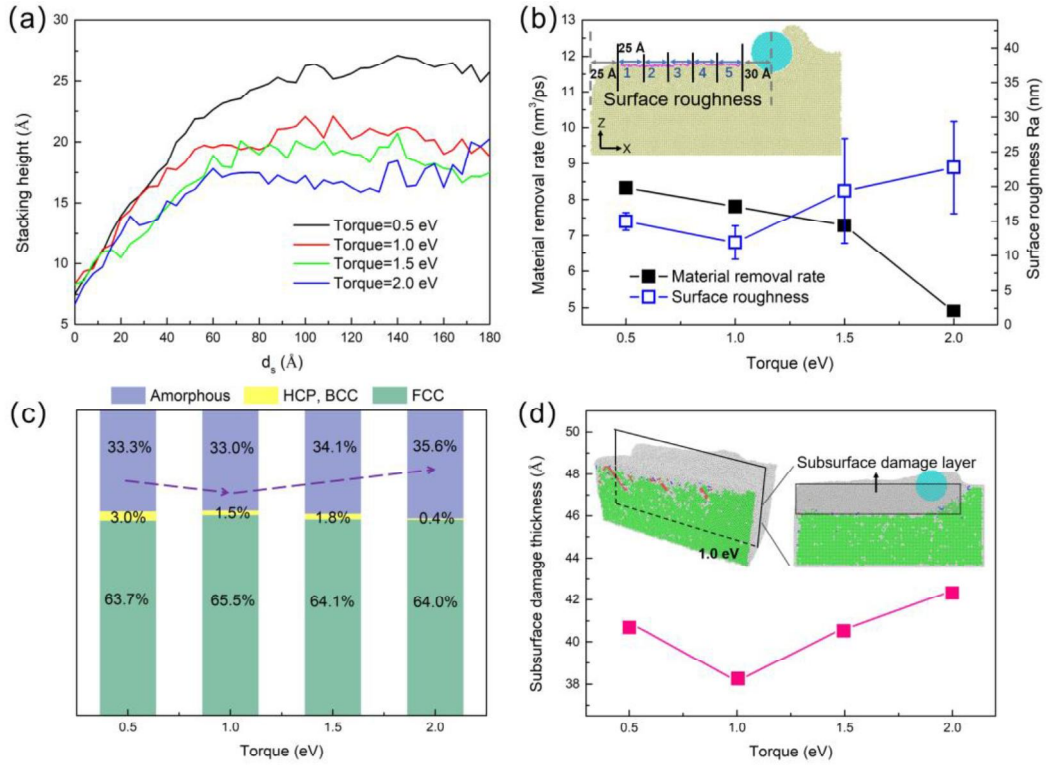 (a)
30
25
20
15
10
5
Stacking height (Å)
0 20 40 60 80 100 120 140 160 180
d_s (Å)
Torque=0.5 eV
Torque=1.0 eV
Torque=1.5 eV
Torque=2.0 eV
(b)
13
12
11
10
9
8
7
6
5
Material removal rate (nm³/ps)
25 Å
25 Å 1 2 3 4 5 30 Å
Surface roughness
Z
X
Material removal rate
Surface roughness
40
35
30
25
20
15
10
5
0
Surface roughness Ra (nm)
0.5 1.0 1.5 2.0
Torque (eV)
(c)
Amorphous HCP, BCC FCC
33.3% 33.0% 34.1% 35.6%
3.0% 1.5% 1.8% 0.4%
63.7% 65.5% 64.1% 64.0%
0.5 1.0 1.5 2.0
Torque (eV)
(d)
50
48
46
44
42
40
38
Subsurface damage thickness (Å)
Subsurface damage layer
1.0 eV
0.5 1.0 1.5 2.0
Torque (eV)